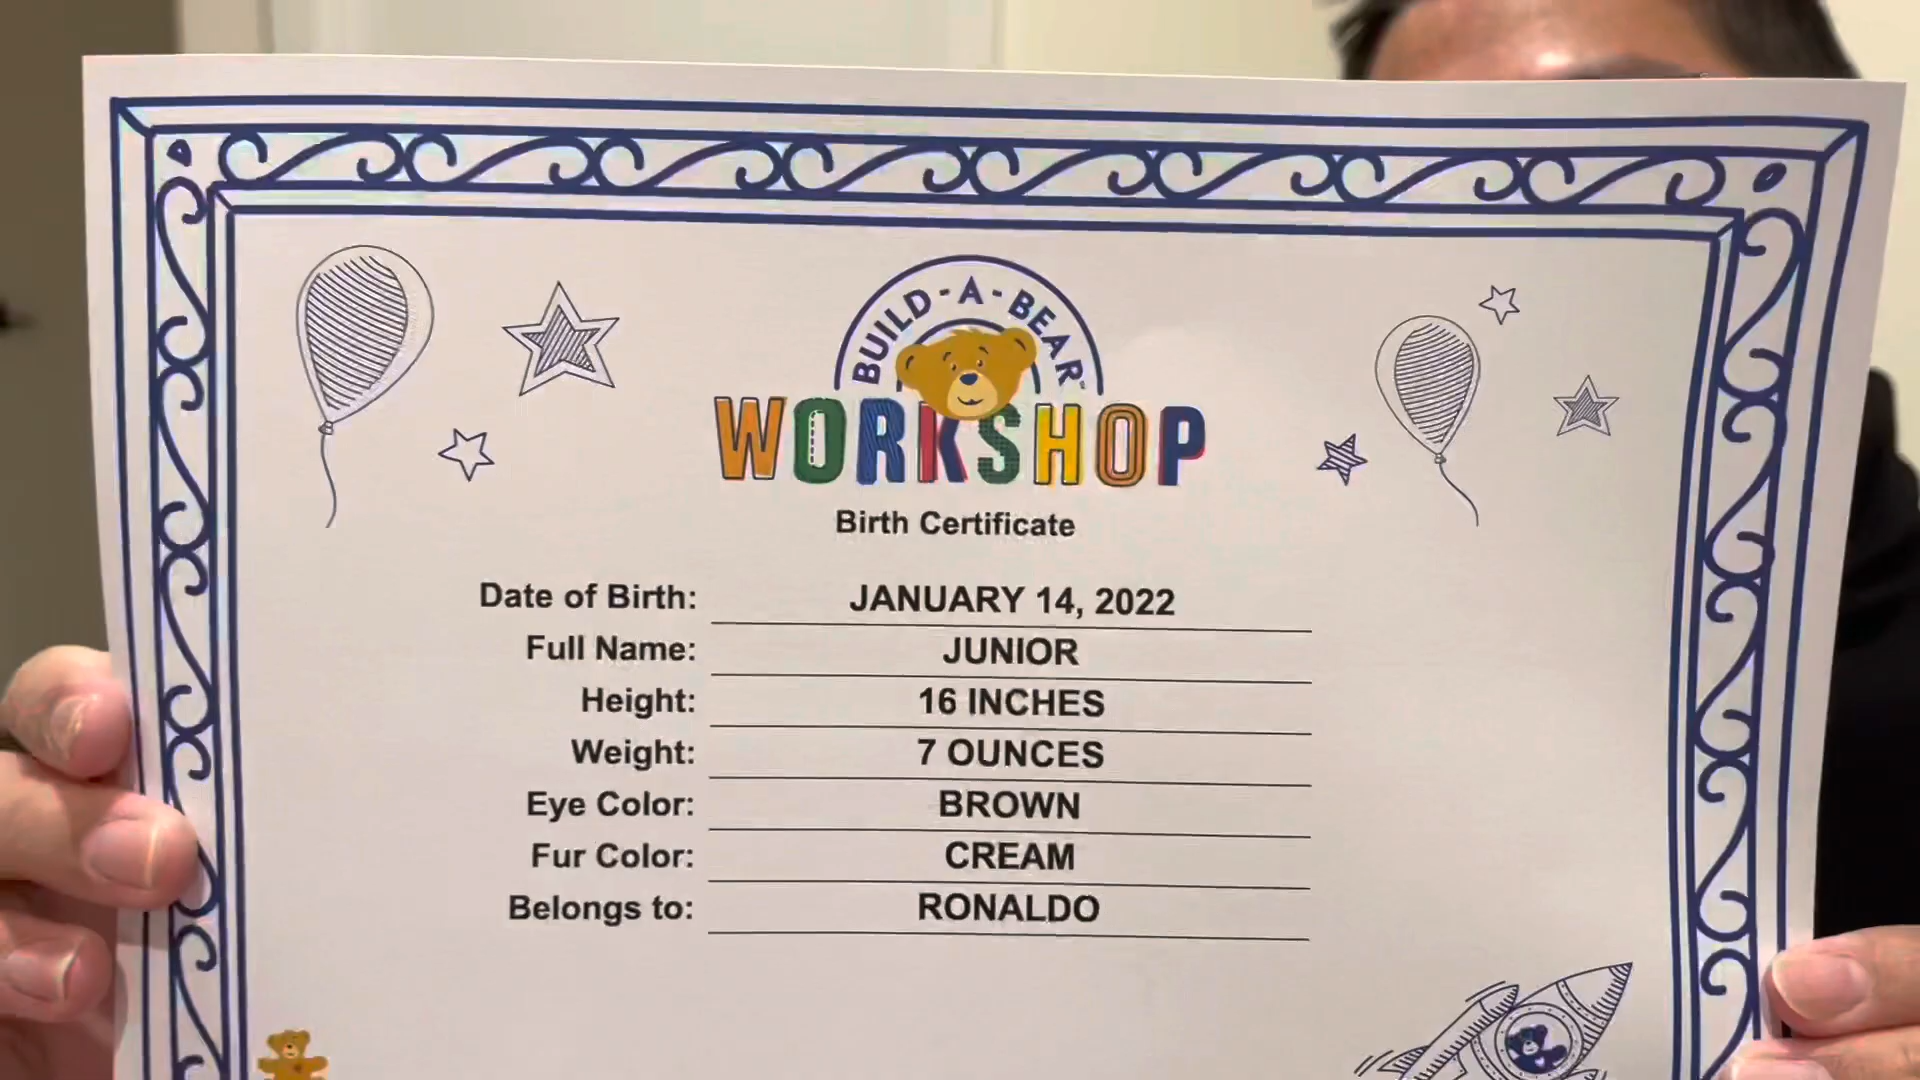 BUILD-A-BEAR
WORKSHOP
Birth Certificate
Date of Birth: JANUARY 14, 2022
Full Name: JUNIOR
Height: 16 INCHES
Weight: 7 OUNCES
Eye Color: BROWN
Fur Color: CREAM
Belongs to: RONALDO